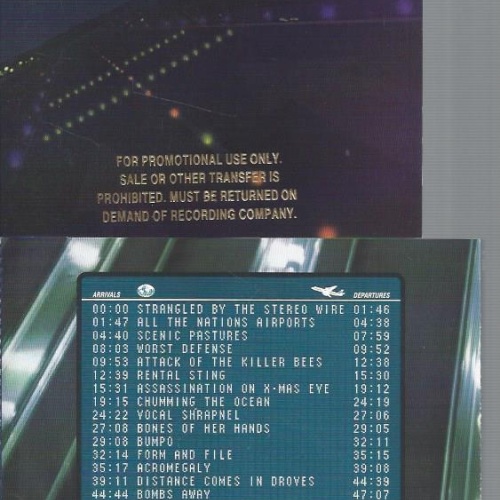 FOR PROMOTIONAL USE ONLY.
SALE OR OTHER TRANSFER IS
PROHIBITED. MUST BE RETURNED ON
DEMAND OF RECORDING COMPANY.
ARRIVALS DEPARTURES
00:00 STRANGLED BY THE STEREO WIRE 01:46
01:47 ALL THE NATIONS AIRPORTS 04:38
04:40 SCENIC PASTURES 07:59
08:03 WORST DEFENSE 09:52
09:53 ATTACK OF THE KILLER BEES 12:38
12:39 RENTAL STING 15:30
15:31 ASSASSINATION ON X-MAS EVE 19:12
19:15 CHUMMING THE OCEAN 24:19
24:22 VOCAL SHRAPNEL 27:06
27:08 BONES OF HER HANDS 29:05
29:08 BUMPO 32:11
32:14 FORM AND FILE 35:15
35:17 ACROMEGALY 39:08
39:11 DISTANCE COMES IN DROVES 44:39
44:44 BOMBS AWAY 47:07